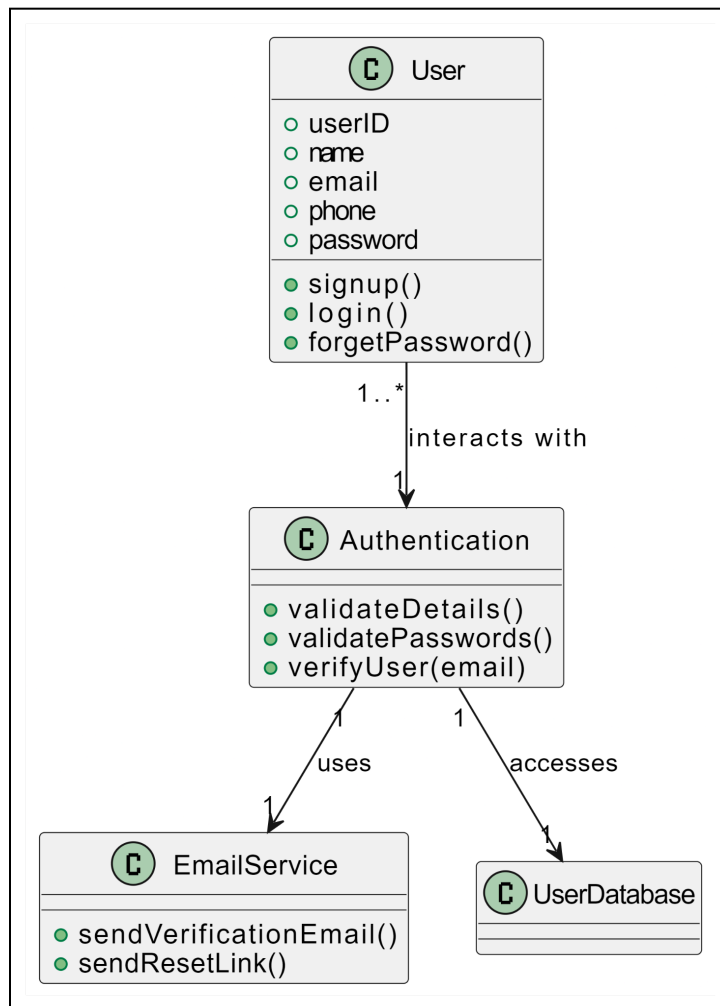 C User
userID
name
email
phone
password
signup()
login()
forgetPassword()
1..*
interacts with
1
C Authentication
validateDetails()
validatePasswords()
verifyUser(email)
1
1
uses
accesses
1
1
C EmailService
sendVerificationEmail()
sendResetLink()
C UserDatabase